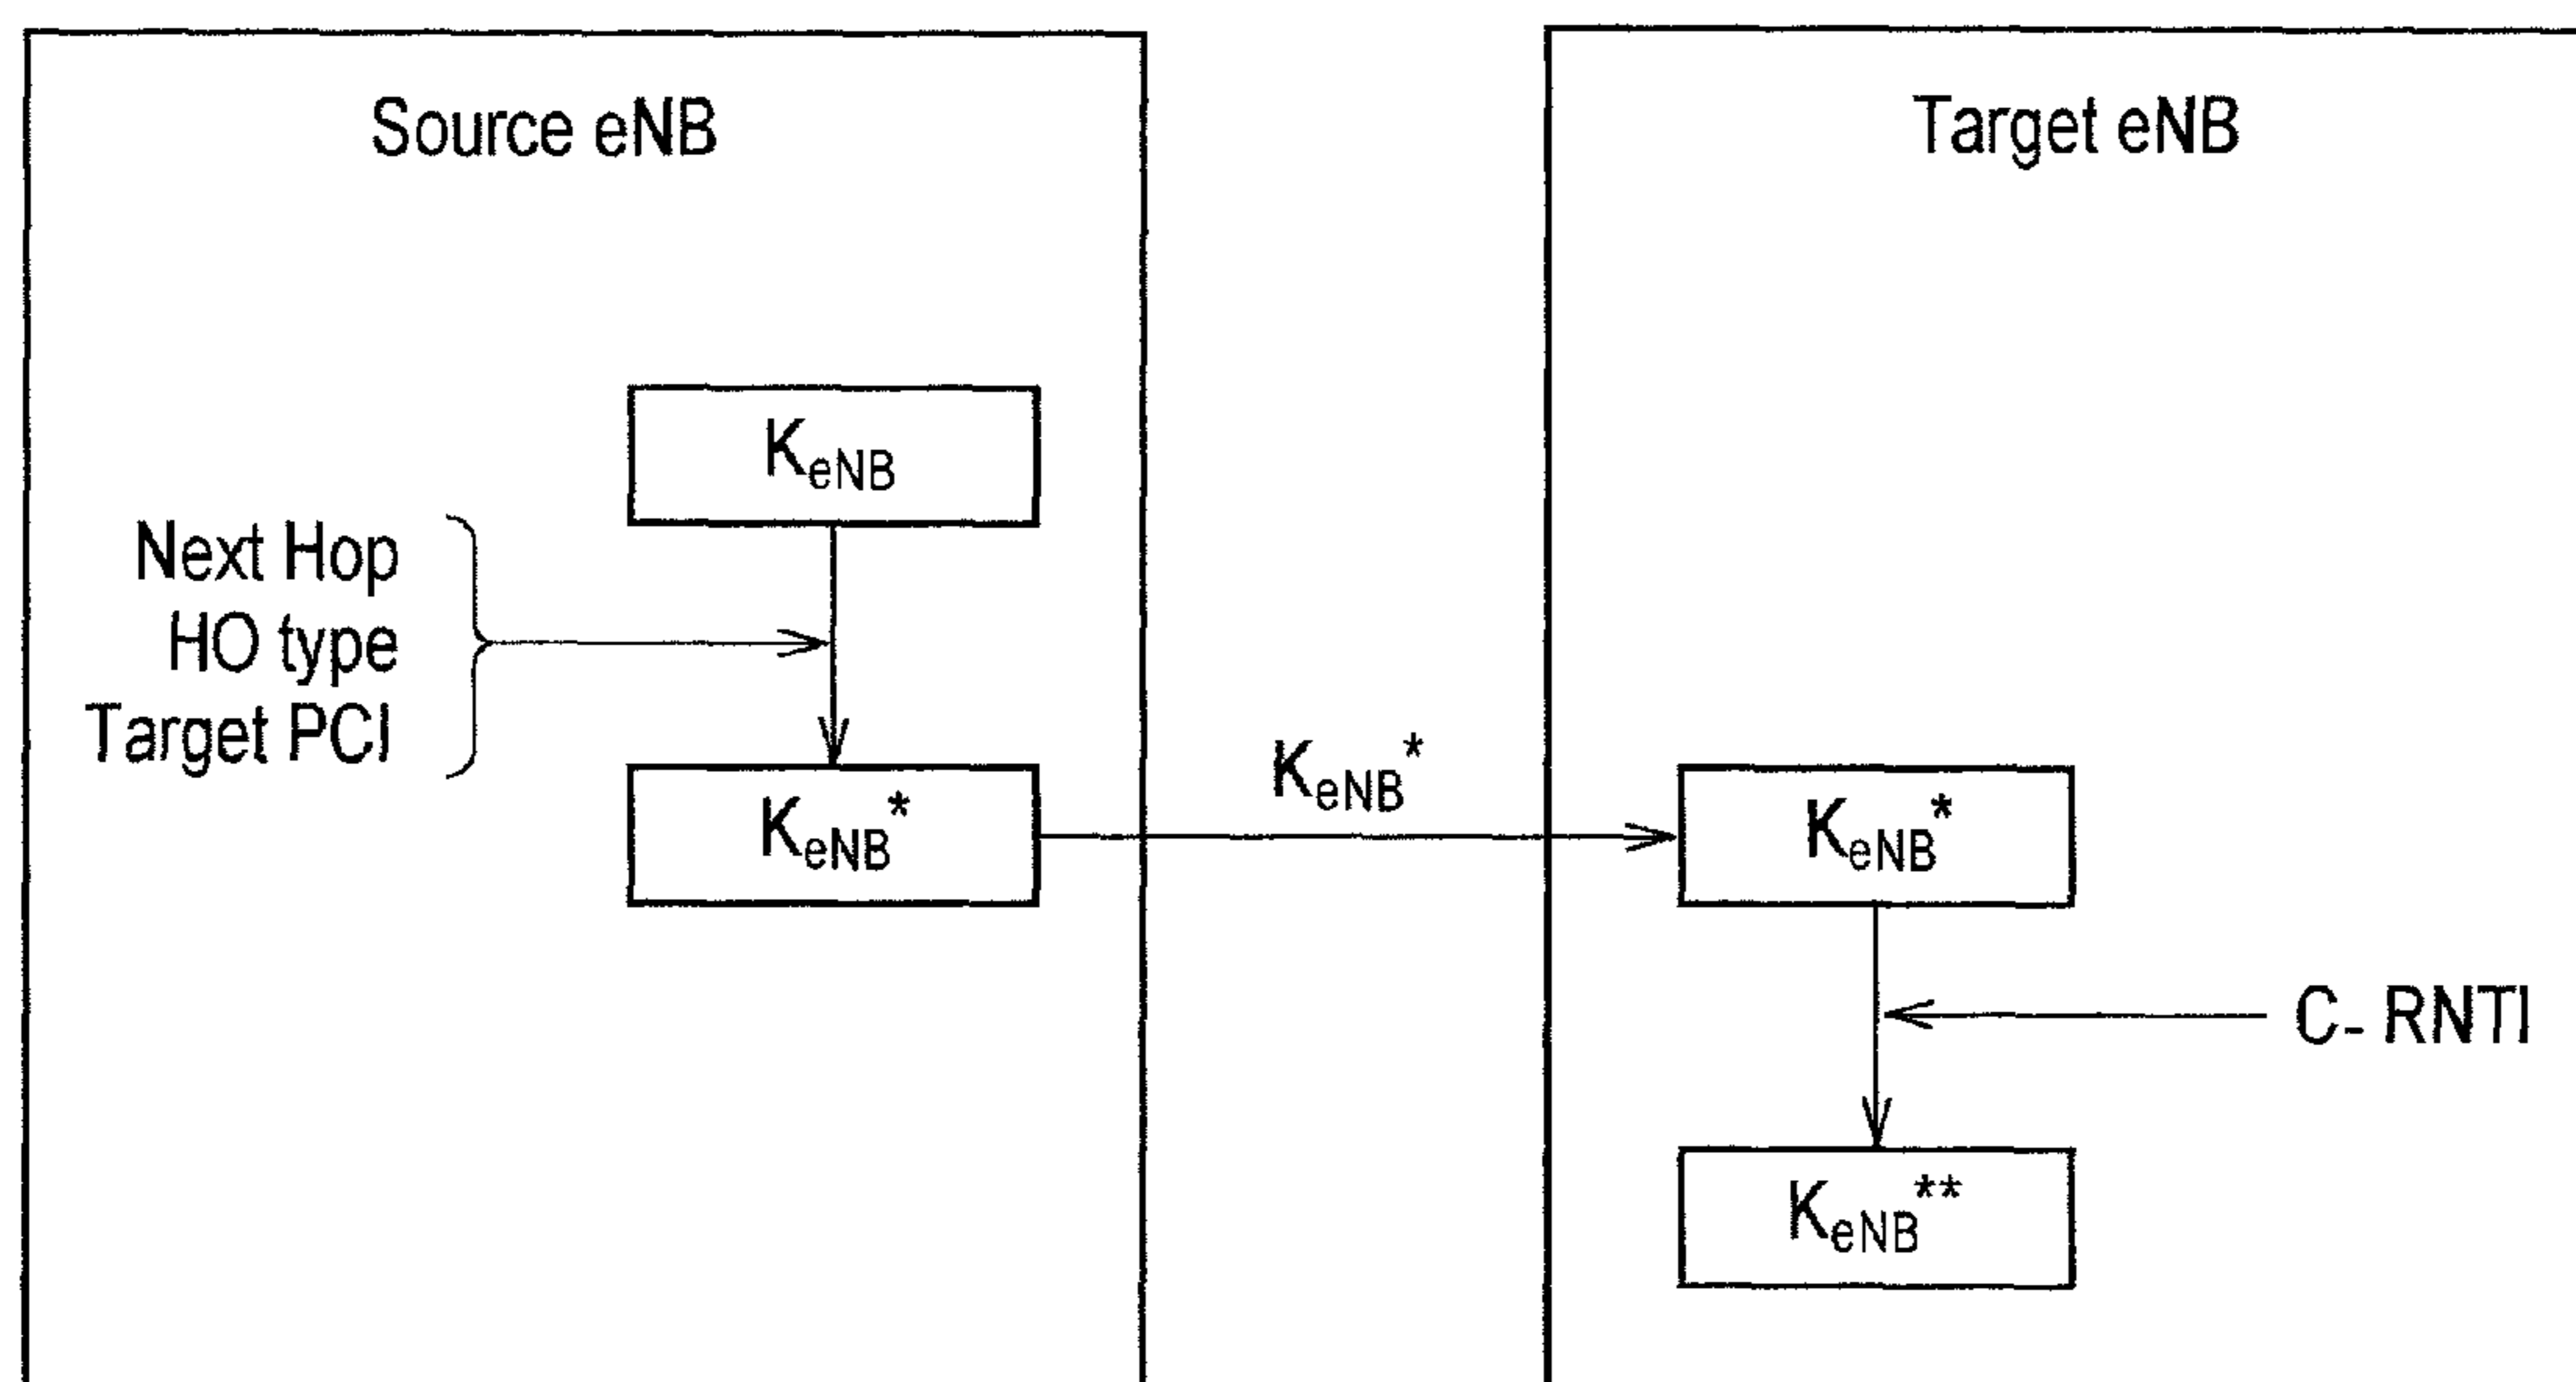 Source eNB
Target eNB
KeNB
Next Hop
HO type
Target PCI
KeNB*
KeNB*
KeNB*
C- RNTI
KeNB**